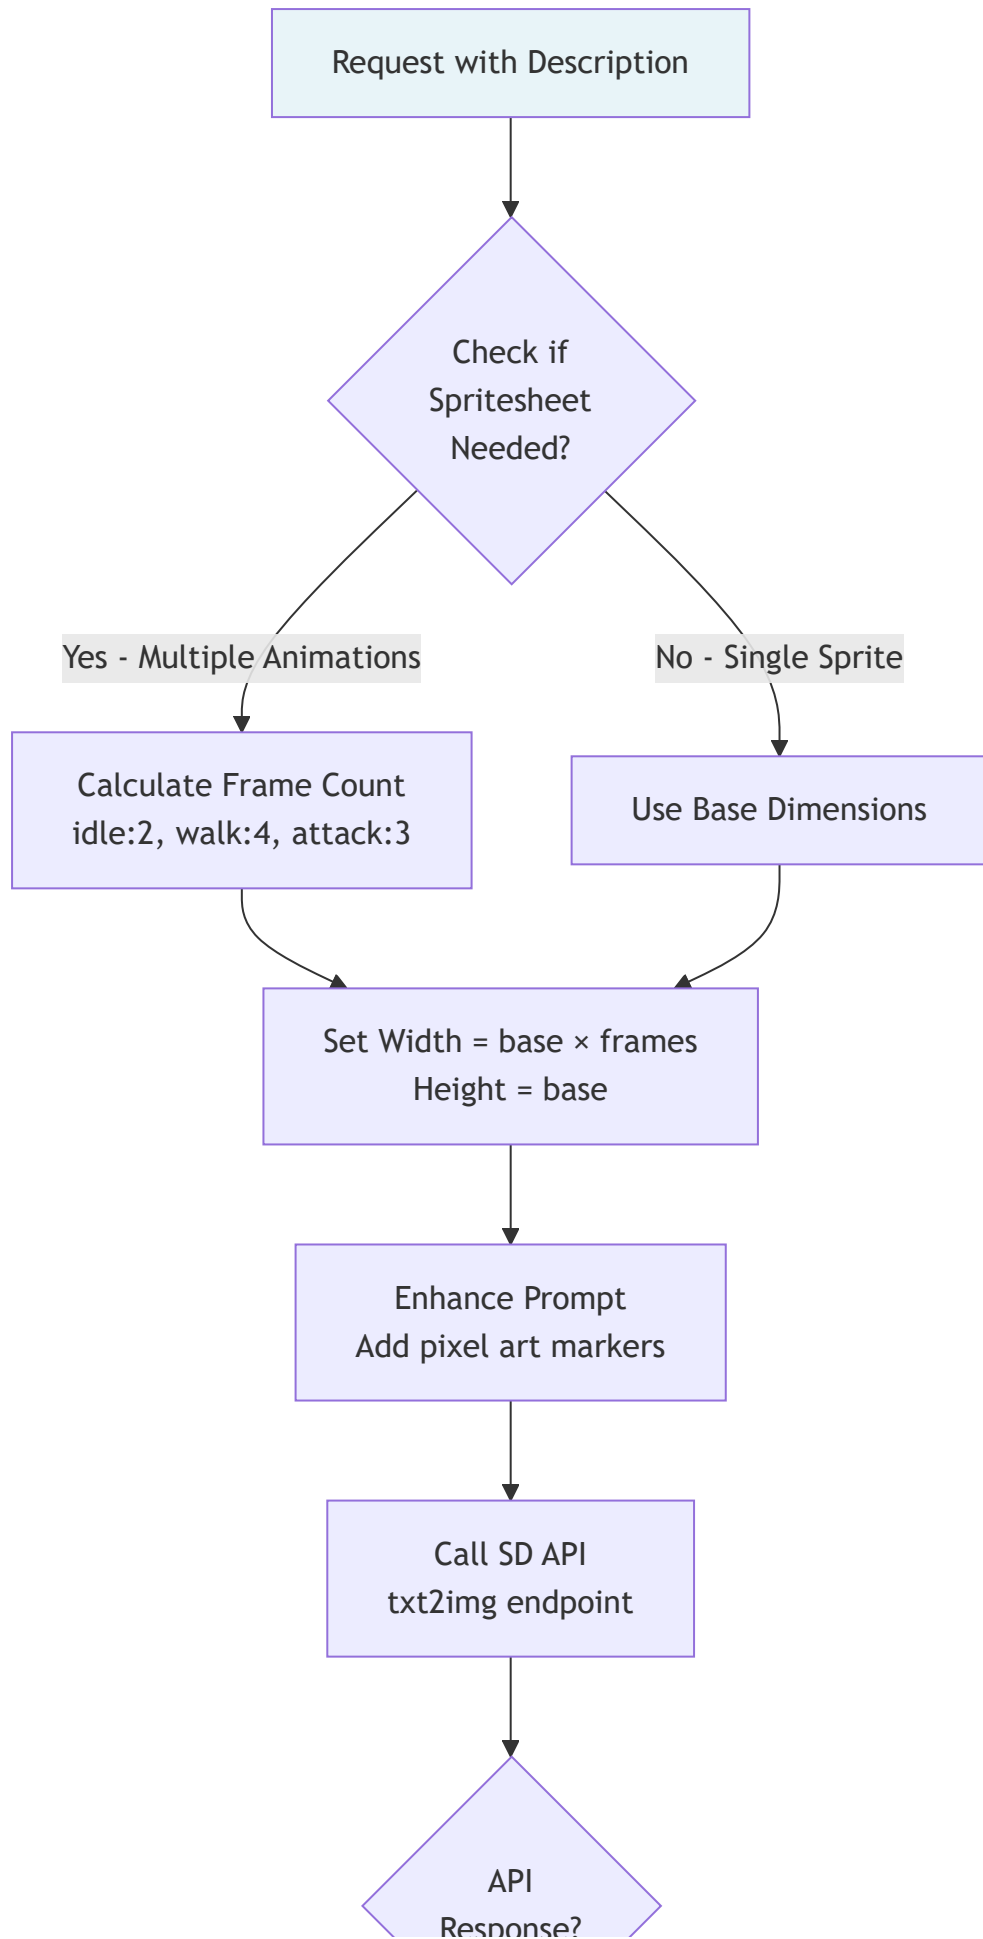 Request with Description
Check if
Spritesheet
Needed?
Yes - Multiple Animations
No - Single Sprite
Calculate Frame Count
idle:2, walk:4, attack:3
Use Base Dimensions
Set Width = base × frames
Height = base
Enhance Prompt
Add pixel art markers
Call SD API
txt2img endpoint
API
Response?